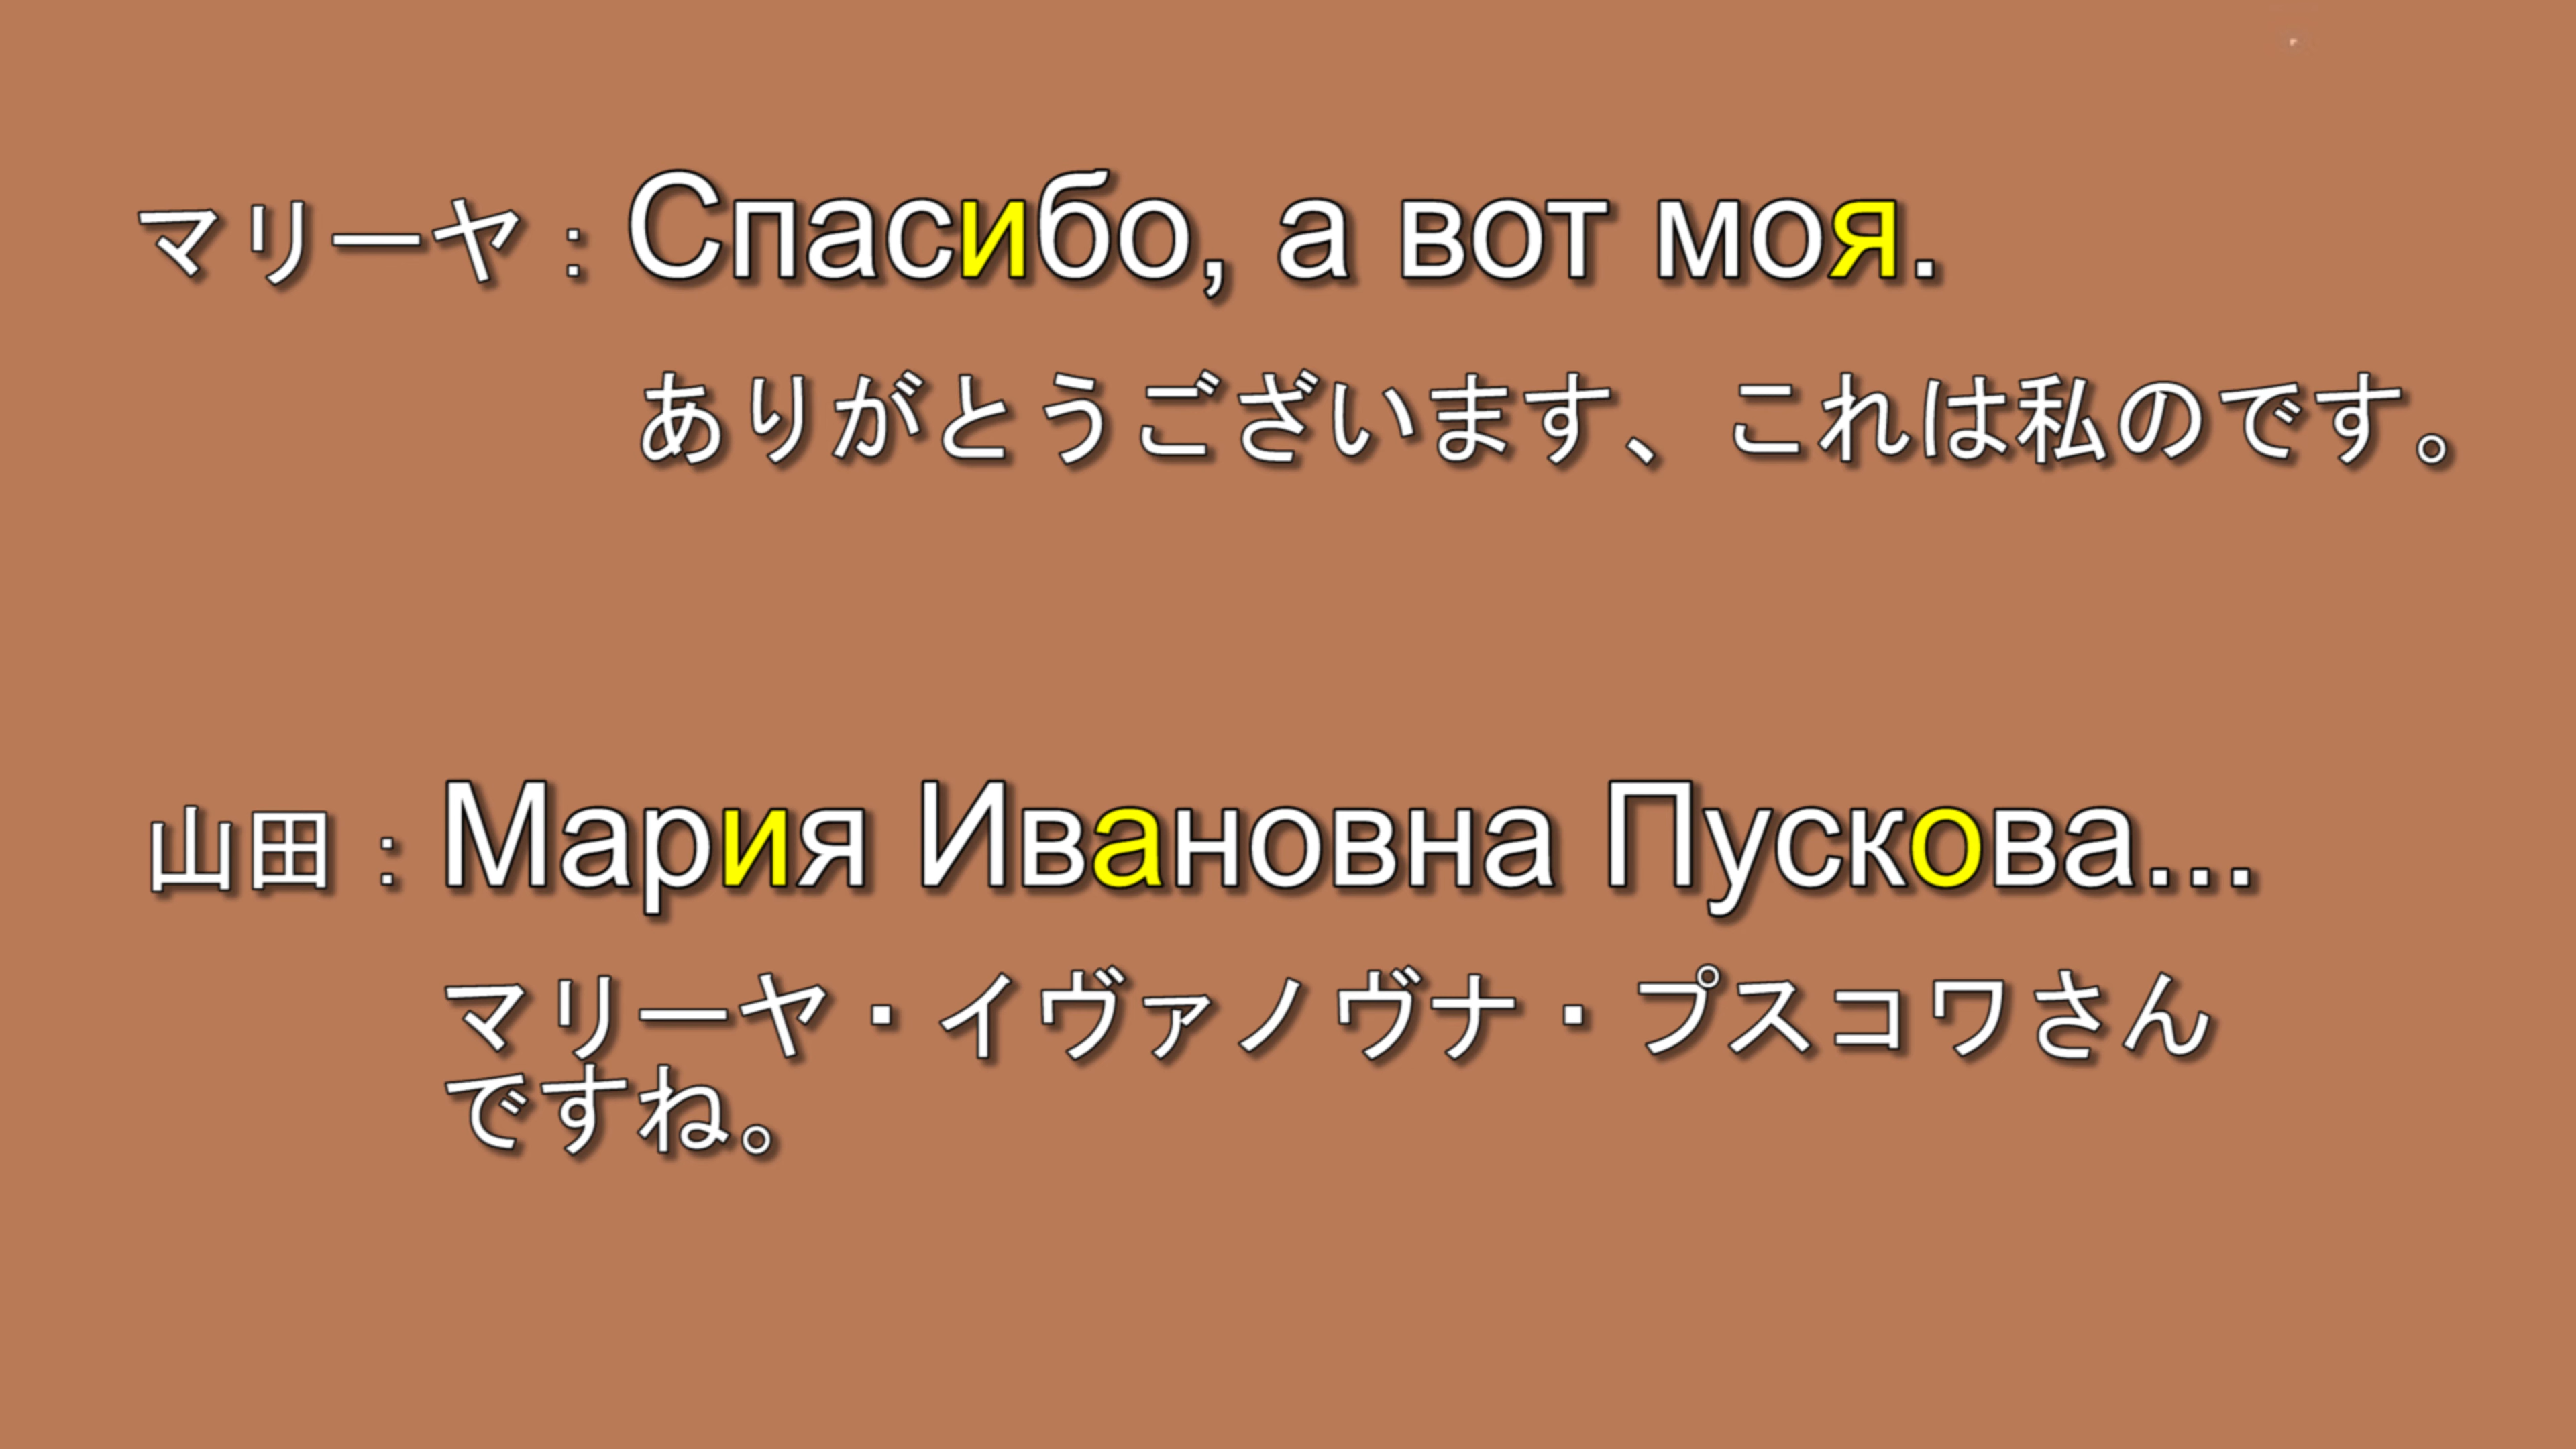 マリーヤ：Спасибо, а вот моя.
ありがとうございます、これは私のです。
山田：Мария Ивановна Пускова...
マリーヤ・イヴァノヴナ・プスコワさん
ですね。